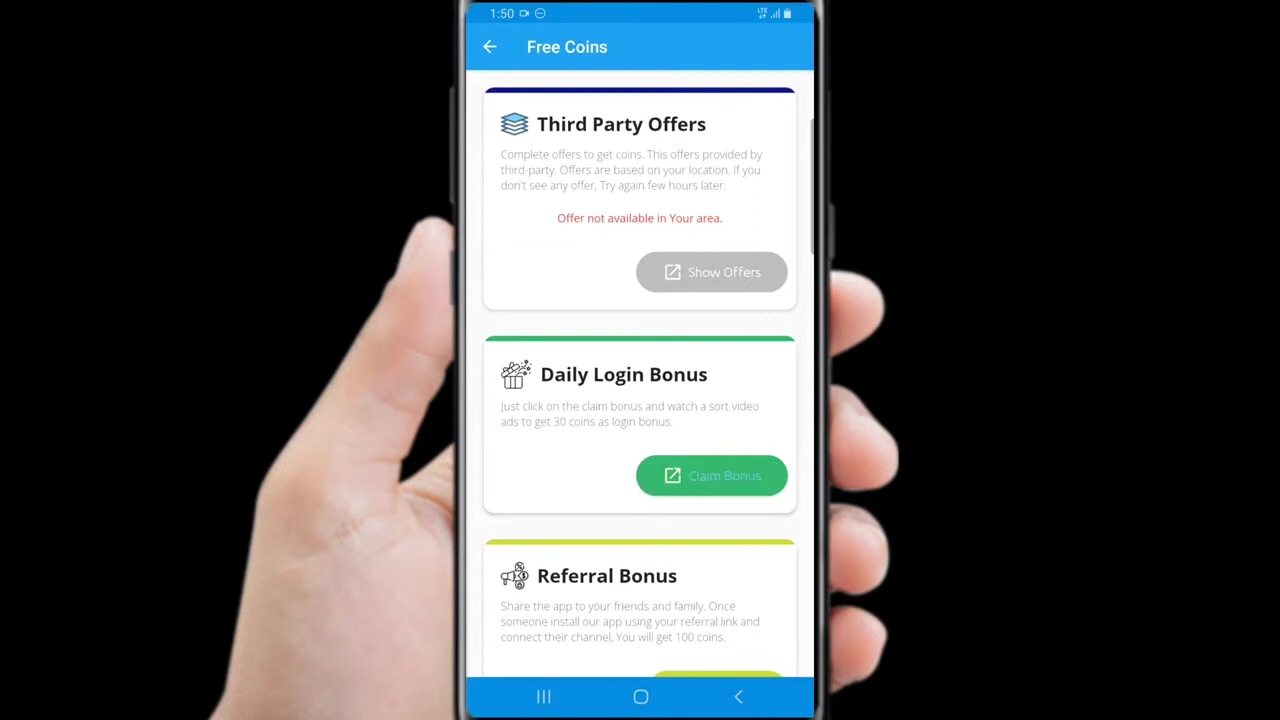 1:50
LTE
Free Coins
Third Party Offers
Complete offers to get coins. This offers provided by
third-party. Offers are based on your location. If you
don't see any offer, Try again few hours later.
Offer not available in Your area.
Show Offers
Daily Login Bonus
Just click on the claim bonus and watch a sort video
ads to get 30 coins as login bonus.
Claim Bonus
Referral Bonus
Share the app to your friends and family. Once
someone install our app using your referral link and
connect their channel, You will get 100 coins.